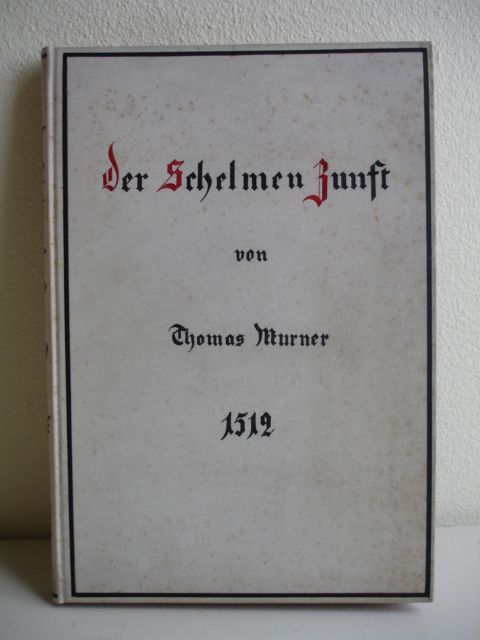 der Schelmen Zunft
von
Thomas Murner
1512